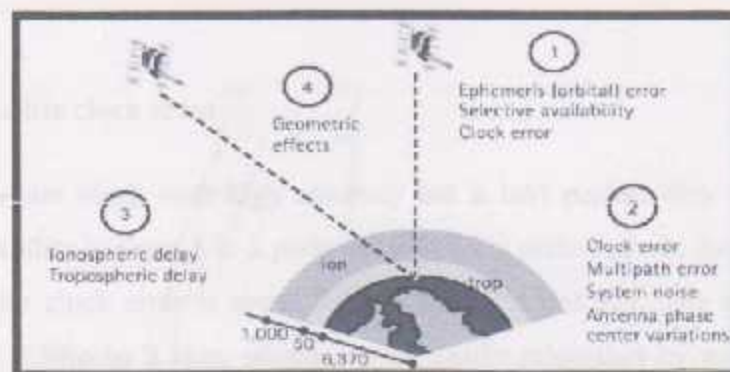 1
Ephemeris (orbital) error
Selective availability
Clock error
4
Geometric
effects
3
Ionospheric delay
Tropospheric delay
2
Clock error
Multipath error
System noise
Antenna phase
center variations
ion
trop
1,000
50
6,370